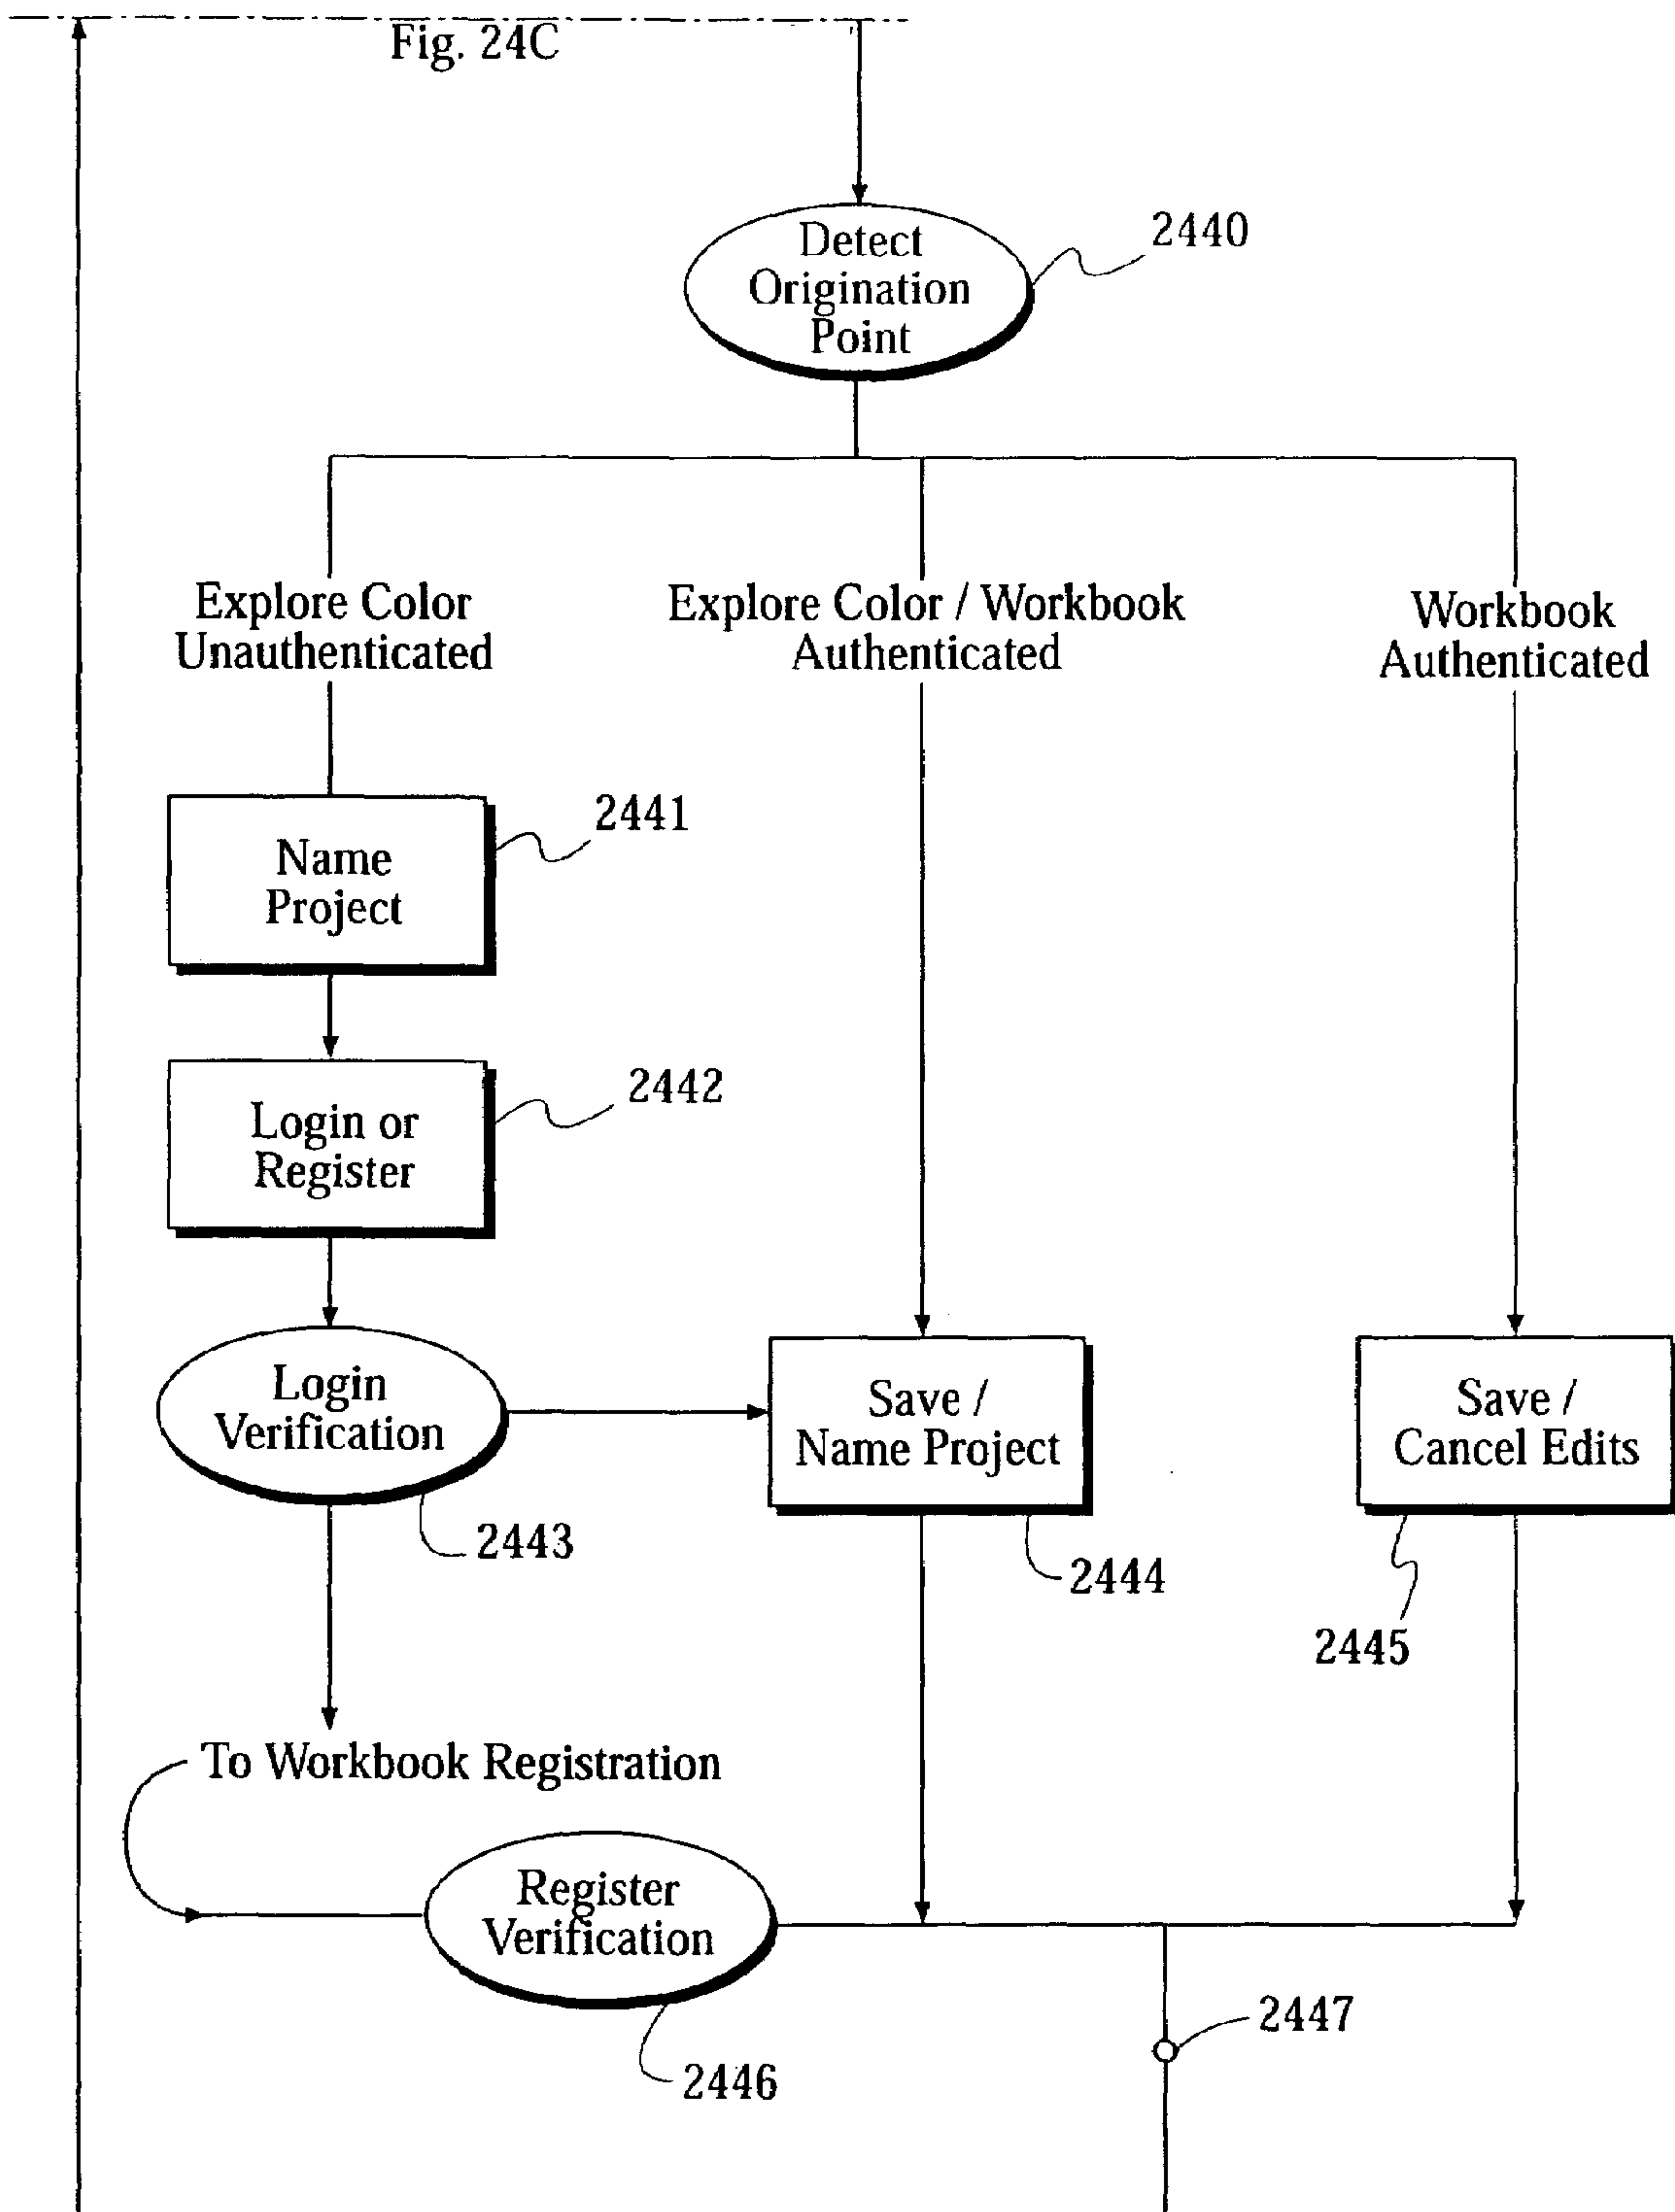 Fig. 24C
Detect
Origination
Point
2440
Explore Color
Unauthenticated
Explore Color / Workbook
Authenticated
Workbook
Authenticated
Name
Project
2441
Login or
Register
2442
Login
Verification
2443
Save /
Name Project
2444
Save /
Cancel Edits
2445
To Workbook Registration
Register
Verification
2446
2447